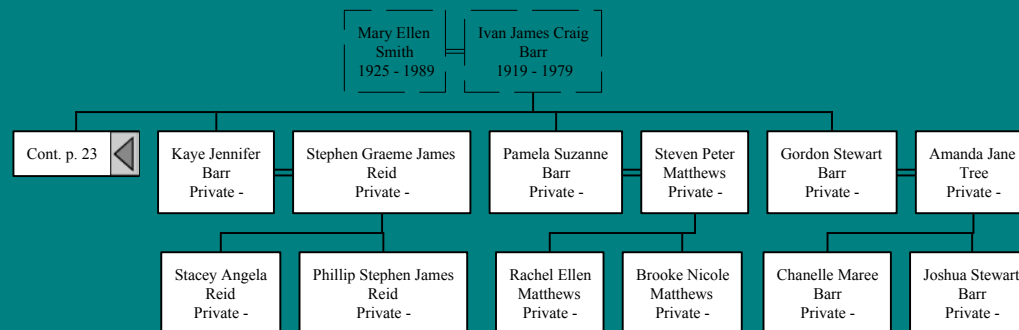 Mary Ellen
Smith
1925 - 1989
Ivan James Craig
Barr
1919 - 1979
Cont. p. 23
Kaye Jennifer
Barr
Private -
Stephen Graeme James
Reid
Private -
Pamela Suzanne
Barr
Private -
Steven Peter
Matthews
Private -
Gordon Stewart
Barr
Private -
Amanda Jane
Tree
Private -
Stacey Angela
Reid
Private -
Phillip Stephen James
Reid
Private -
Rachel Ellen
Matthews
Private -
Brooke Nicole
Matthews
Private -
Chanelle Maree
Barr
Private -
Joshua Stewart
Barr
Private -